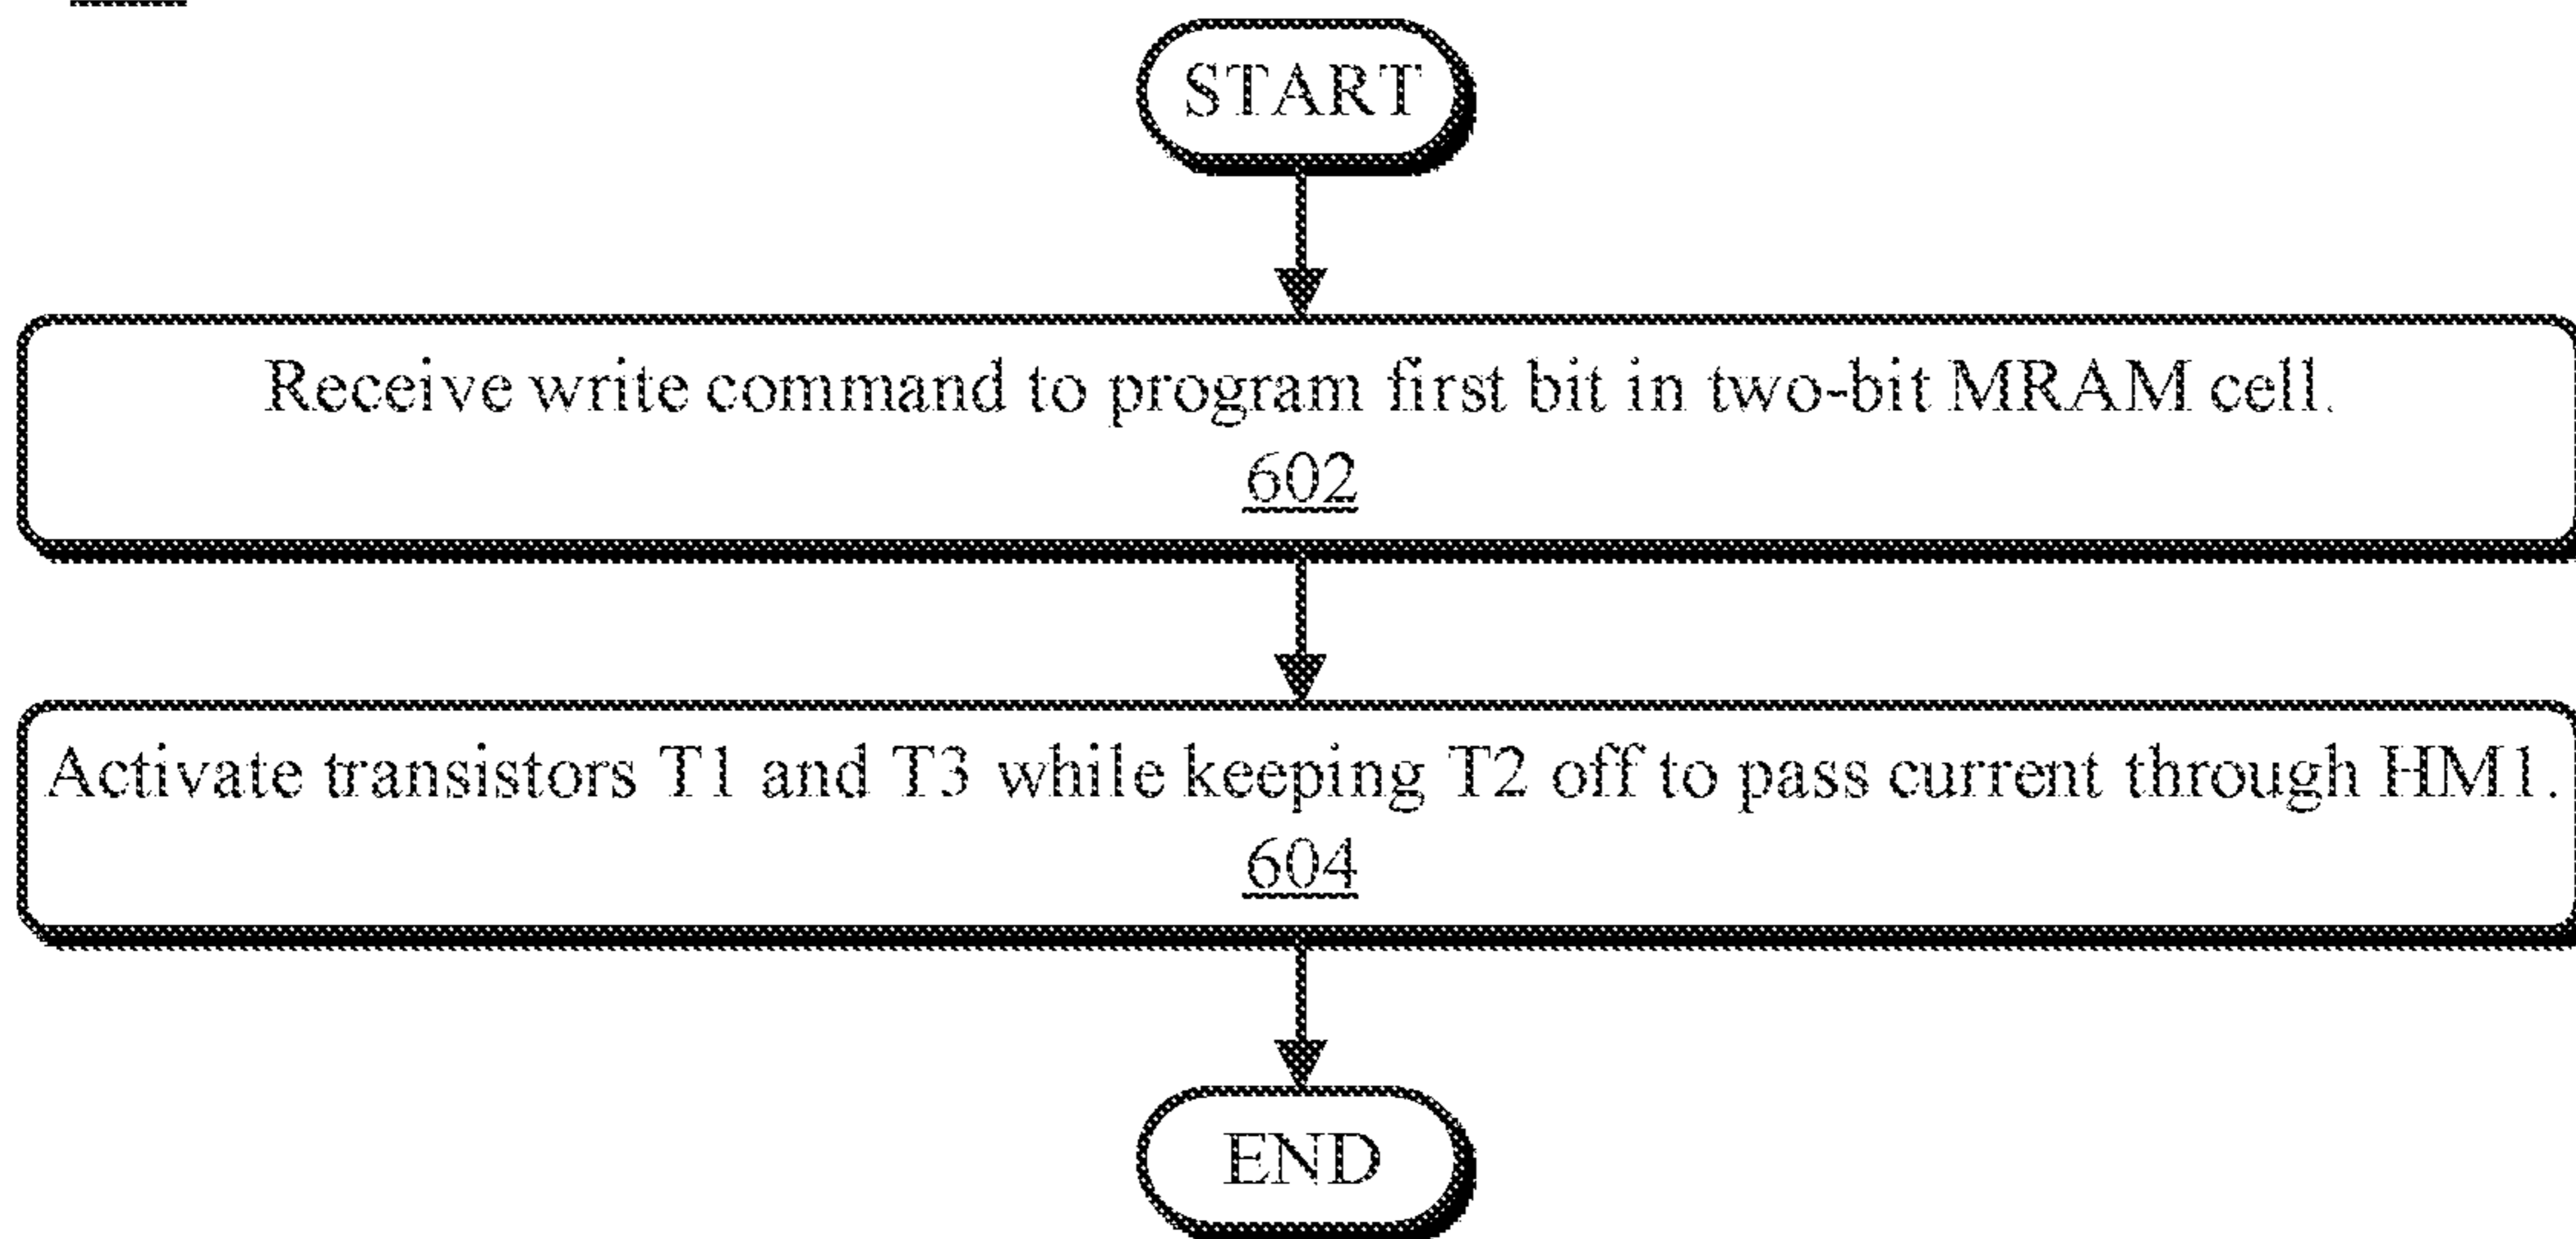 START
Receive write command to program first bit in two-bit MRAM cell.
602
Activate transistors T1 and T3 while keeping T2 off to pass current through HM1.
604
END